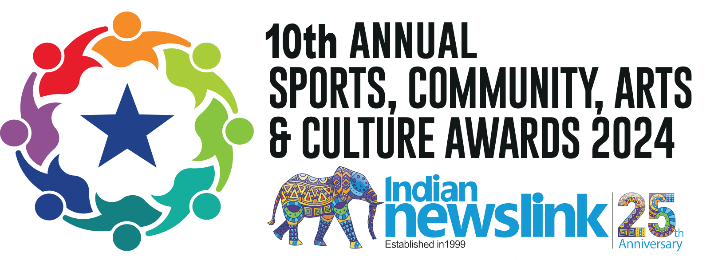 10th ANNUAL
SPORTS, COMMUNITY, ARTS
& CULTURE AWARDS 2024
Indian
newslink
Established in1999
25th
Anniversary